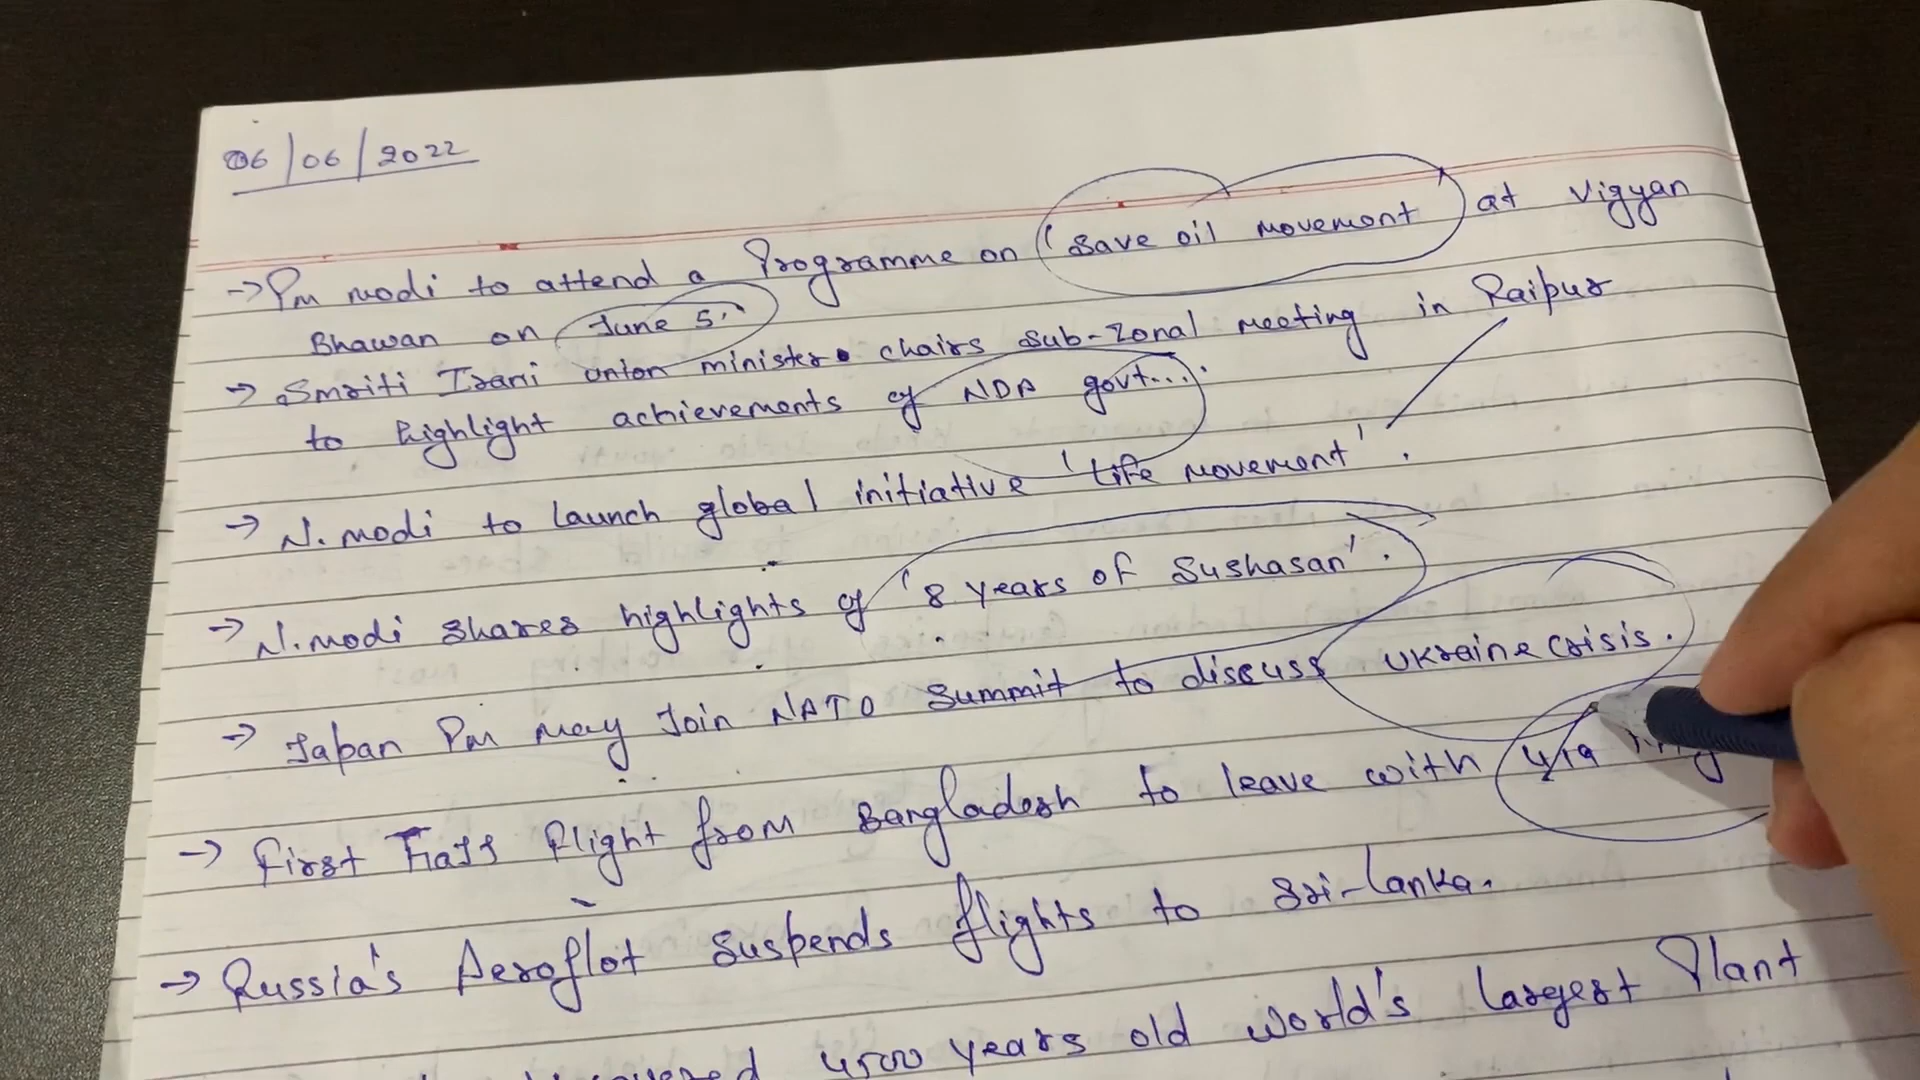 06/06/2022
→ Pm modi to attend a Programme on 'Save oil movement' at Vigyan
Bhawan on June 5..
→ Smriti Irani union minister chairs sub-zonal meeting in Raipur
to highlight achievements of NDA govt....
→ N. modi to launch global initiative 'Life movement'.
→ N. modi shares highlights of '8 years of Sushasan'.
→ Japan Pm may Join NATO Summit to discuss ukraine crisis.
→ First Hajj flight from Bangladesh to leave with 419
→ Russia's Aeroflot suspends flights to Sri-Lanka.
4500 years old world's largest Plant